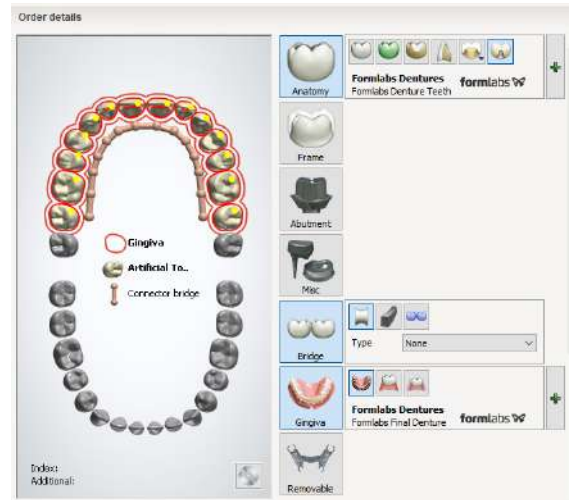 Order details
Gingiva
Artificial To..
Connector bridge
Index:
Additional:
Anatomy
Formlabs Dentures
Formlabs Denture Teeth
formlabs
Frame
Abutment
Misc
Bridge
Type
None
Gingiva
Formlabs Dentures
Formlabs Final Denture
formlabs
Removable